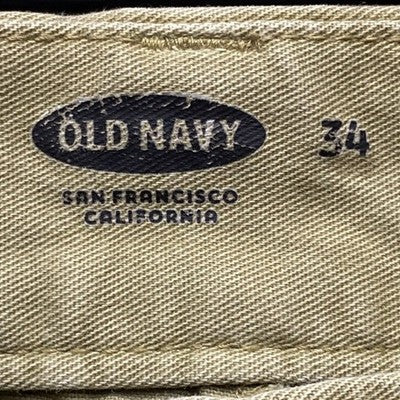 OLD NAVY 34
SAN FRANCISCO
CALIFORNIA